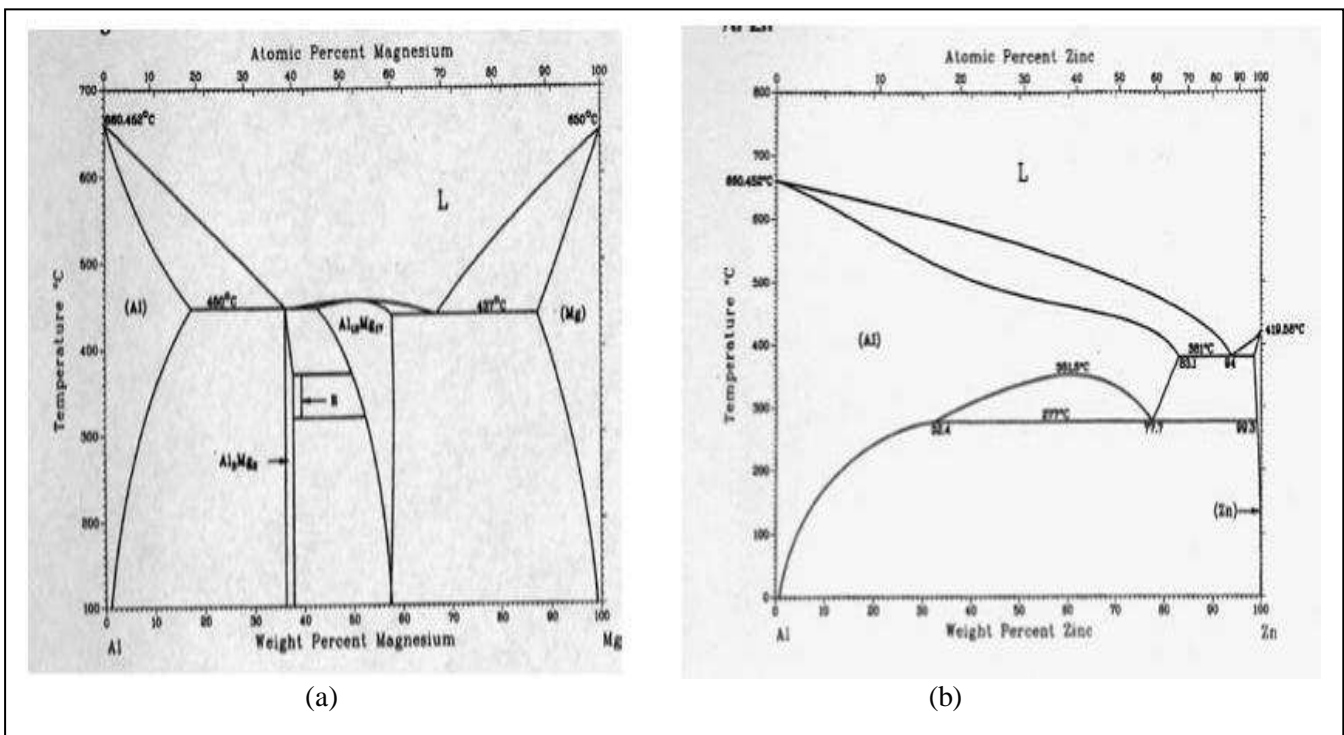 Atomic Percent Magnesium
0 10 20 30 40 50 60 70 80 90 100
700
660.452°C
650°C
L
600
Temperature °C
500
(Al)
450°C
437°C
(Mg)
400
R
300
200
100
0 10 20 30 40 50 60 70 80 90 100
Al
Weight Percent Magnesium
Mg
(a)
Atomic Percent Zinc
0 10 20 30 40 50 60 70 80 90 100
800
700
660.452°C
L
600
500
Temperature °C
419.58°C
400
(Al)
381°C
83.1
94
351.5°C
300
277°C
32.4
77.7
99.3
200
(Zn)
100
0
0 10 20 30 40 50 60 70 80 90 100
Al
Weight Percent Zinc
Zn
(b)